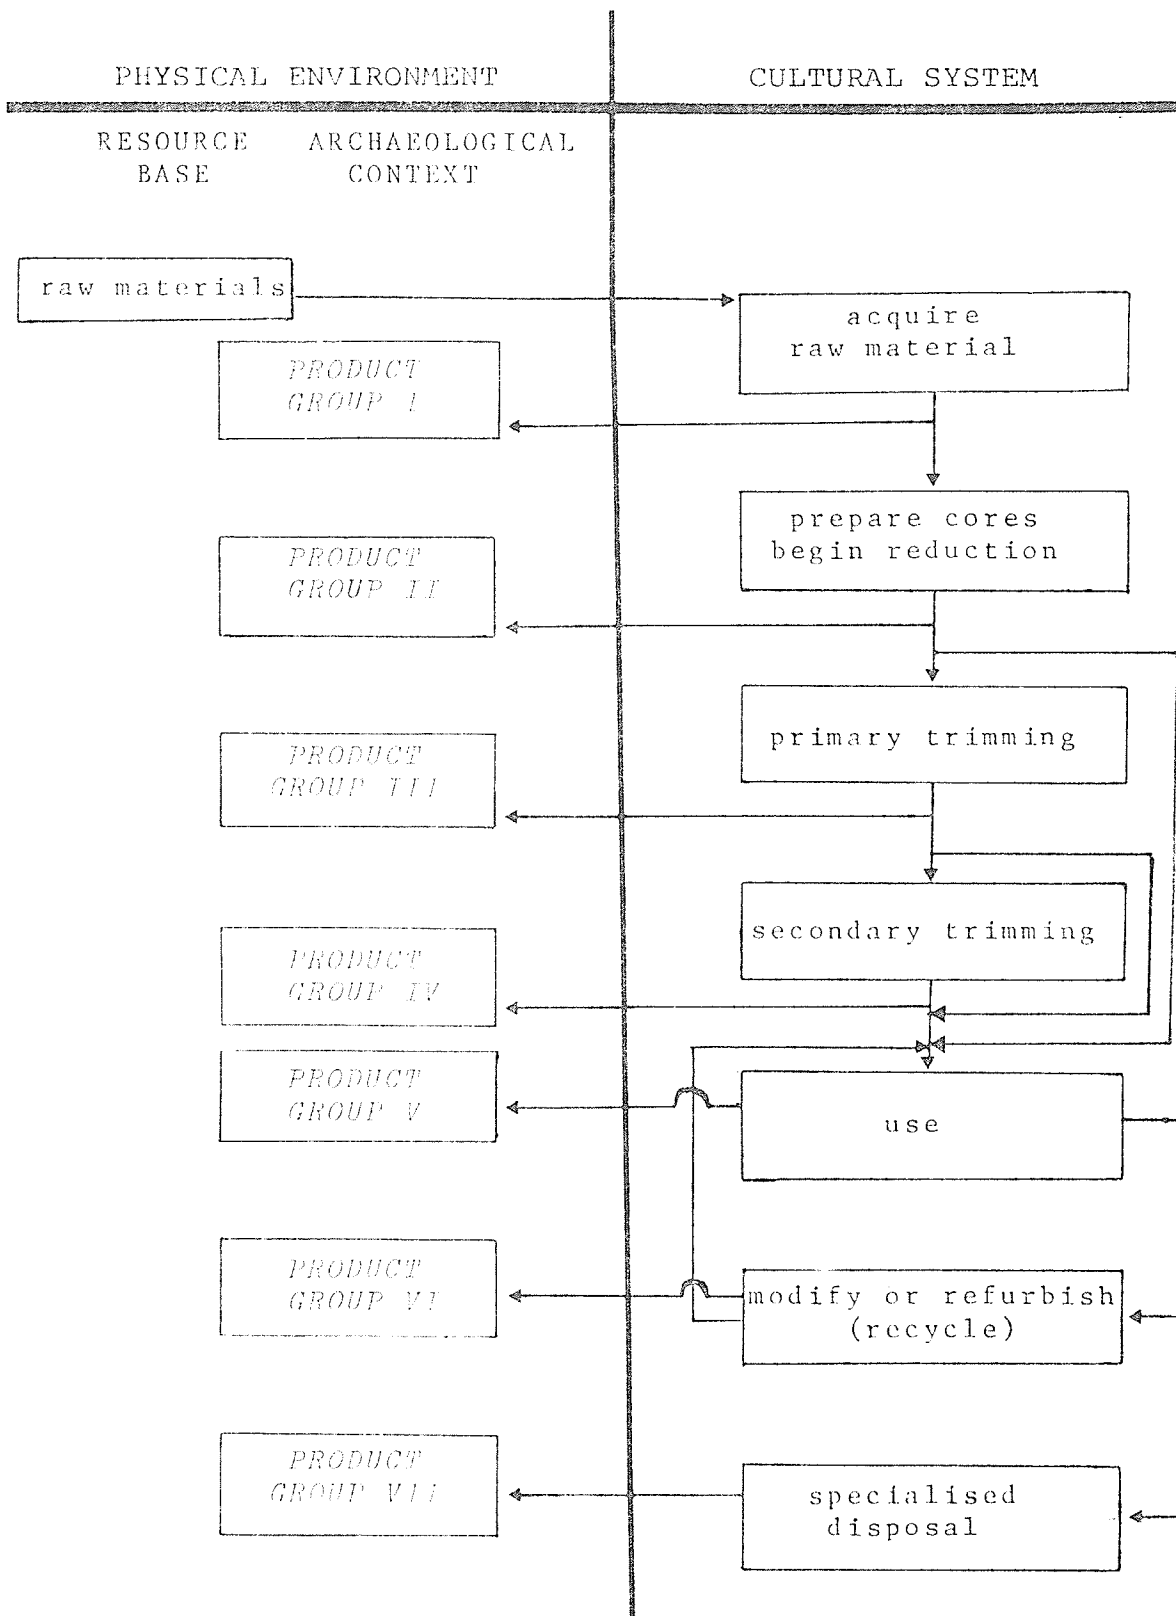 PHYSICAL ENVIRONMENT
CULTURAL SYSTEM
RESOURCE
BASE
ARCHAEOLOGICAL
CONTEXT
raw materials
acquire
raw material
PRODUCT
GROUP I
prepare cores
begin reduction
PRODUCT
GROUP II
primary trimming
PRODUCT
GROUP III
secondary trimming
PRODUCT
GROUP IV
PRODUCT
GROUP V
use
PRODUCT
GROUP VI
modify or refurbish
(recycle)
PRODUCT
GROUP VII
specialised
disposal